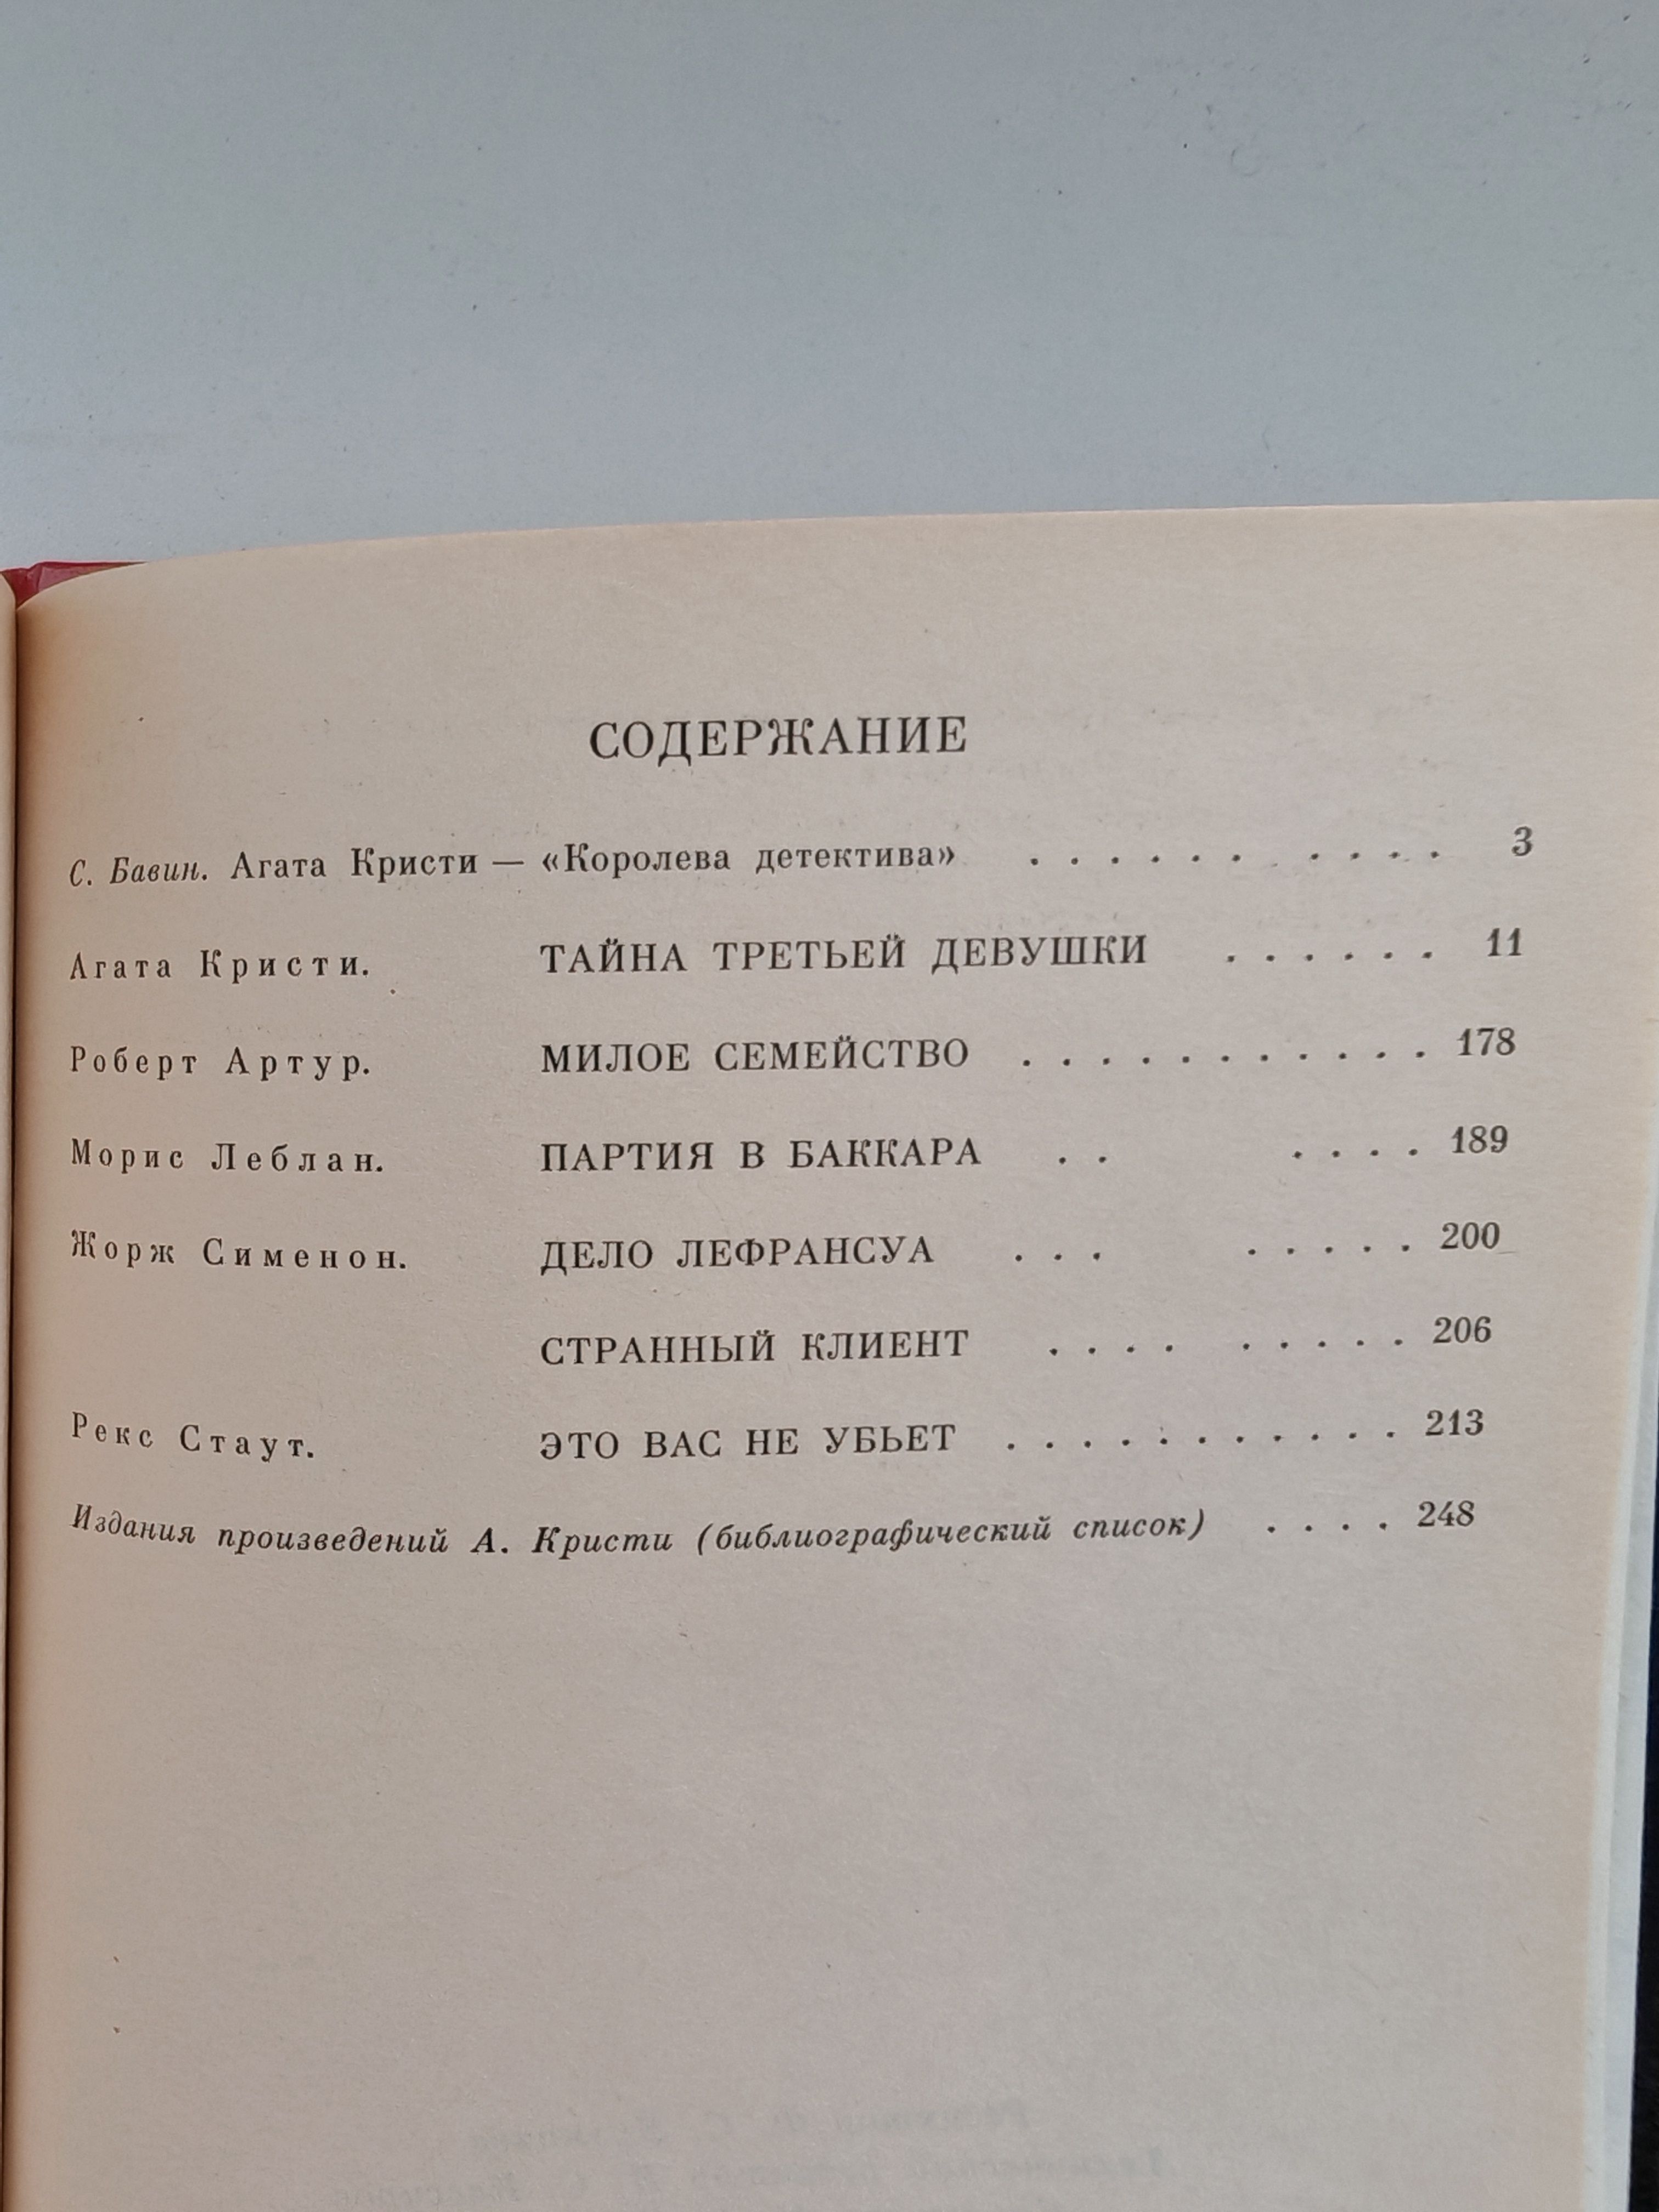 СОДЕРЖАНИЕ
С. Бавин. Агата Кристи — «Королева детектива» . . . . . . . . . . 3
Агата Кристи. ТАЙНА ТРЕТЬЕЙ ДЕВУШКИ . . . . . . 11
Роберт Артур. МИЛОЕ СЕМЕЙСТВО . . . . . . . . . . . 178
Морис Леблан. ПАРТИЯ В БАККАРА . . . . . . 189
Жорж Сименон. ДЕЛО ЛЕФРАНСУА . . . . . . . . 200
СТРАННЫЙ КЛИЕНТ . . . . . . . . . 206
Рекс Стаут. ЭТО ВАС НЕ УБЬЕТ . . . . . . . . . . . 213
Издания произведений А. Кристи (библиографический список) . . . . 248